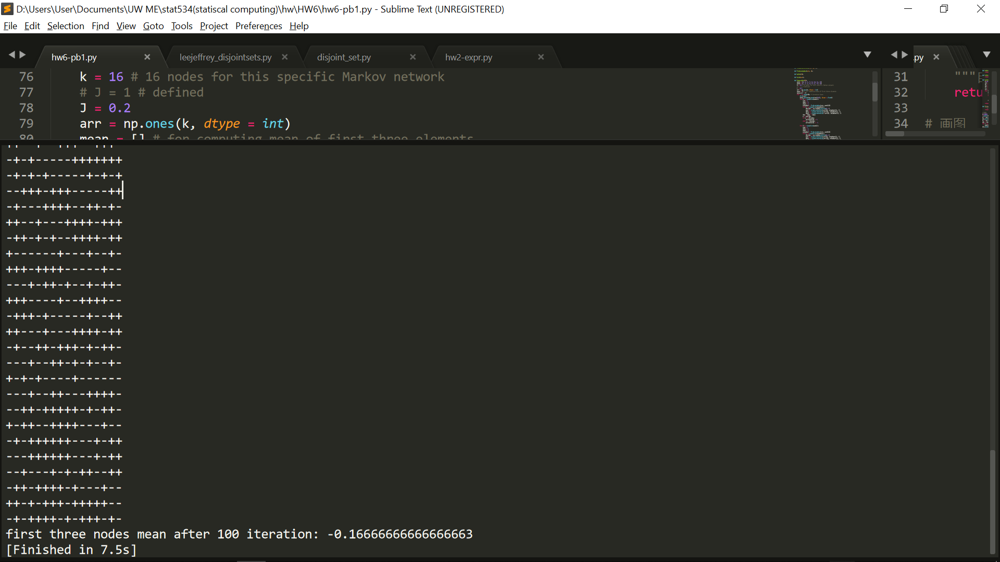 D:\Users\User\Documents\UW ME\stat534(statiscal computing)\hw\HW6\hw6-pb1.py - Sublime Text (UNREGISTERED)
File Edit Selection Find View Goto Tools Project Preferences Help
hw6-pb1.py leejeffrey_disjointsets.py disjoint_set.py hw2-expr.py .py
76 k = 16 # 16 nodes for this specific Markov network
77 # J = 1 # defined
78 J = 0.2
79 arr = np.ones(k, dtype = int)
80 mean = [] # for computing mean of first three elements
31 """
32 retu
33
34 # 画图
-+-+-----+++++++
-+-+-+-----+-+-+
--+++-+++-----++
-+---++++--++-+-
++--+---++++-+++
-++-+-+--++++-++
+------+---+--+-
+++-++++-----+--
---+-++-+--+-++-
+++----+--++++--
-+++-+-----+--++
++---+---++++-++
-+--++-+++-+-++-
---+--++-+-+--+-
+-+-+----+------
---+--++---++++-
--++-+++++-+-++-
+-++--++++---+--
-+-++++++---+-++
---++++++---+-++
--+---+-+-++--++
-++-++++-+---+--
++-+-+++-+++++--
-+-++++-+-+++-+-
first three nodes mean after 100 iteration: -0.16666666666666663
[Finished in 7.5s]